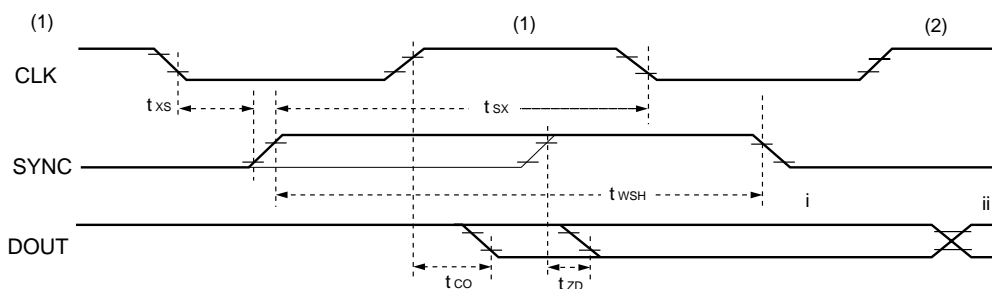 (1) (1) (2)
CLK
t XS t SX
SYNC
t WSH i ii
DOUT
t CO t ZD